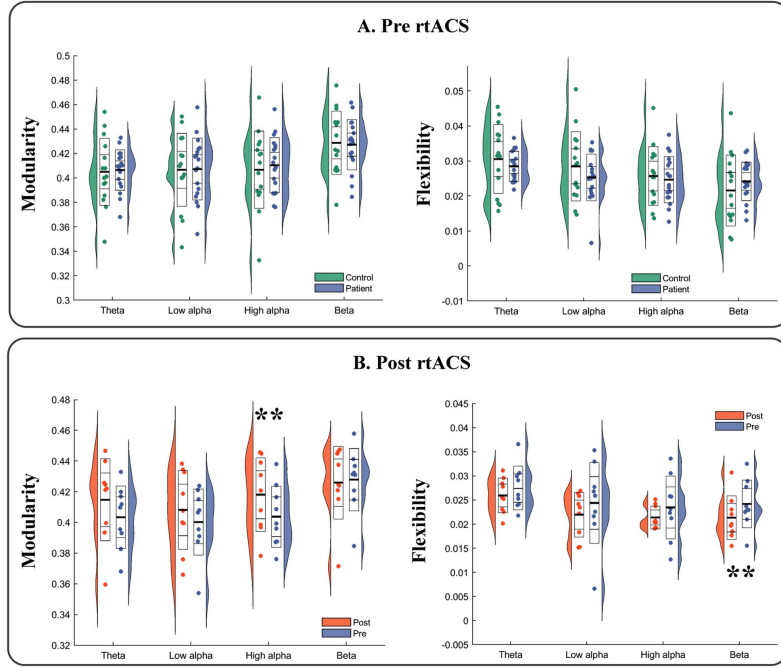 A. Pre rtACS
Modularity
0.5
0.48
0.46
0.44
0.42
0.4
0.38
0.36
0.34
0.32
0.3
Theta
Low alpha
High alpha
Beta
Control
Patient
Flexibility
0.05
0.04
0.03
0.02
0.01
0
-0.01
Theta
Low alpha
High alpha
Beta
Control
Patient
B. Post rtACS
Modularity
0.48
0.46
0.44
0.42
0.4
0.38
0.36
0.34
0.32
**
Theta
Low alpha
High alpha
Beta
Post
Pre
Flexibility
0.045
0.04
0.035
0.03
0.025
0.02
0.015
0.01
0.005
0
-0.005
Post
Pre
**
Theta
Low alpha
High alpha
Beta